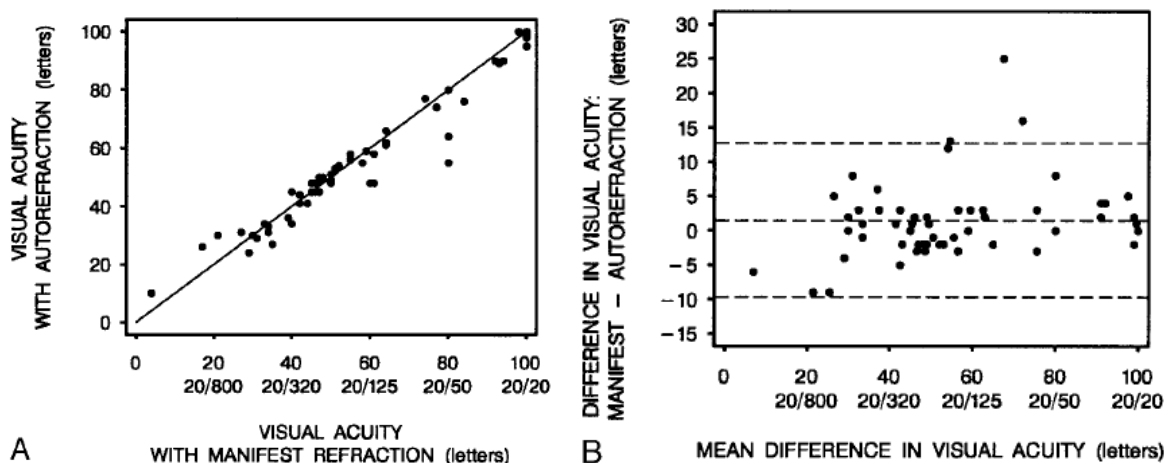 VISUAL ACUITY
WITH AUTOREFRACTION (letters)
100
80
60
40
20
0
0 20 40 60 80 100
20/800 20/320 20/125 20/50 20/20
VISUAL ACUITY
WITH MANIFEST REFRACTION (letters)
A
DIFFERENCE IN VISUAL ACUITY:
MANIFEST − AUTOREFRACTION (letters)
30
25
20
15
10
5
0
−5
−10
−15
0 20 40 60 80 100
20/800 20/320 20/125 20/50 20/20
B
MEAN DIFFERENCE IN VISUAL ACUITY (letters)